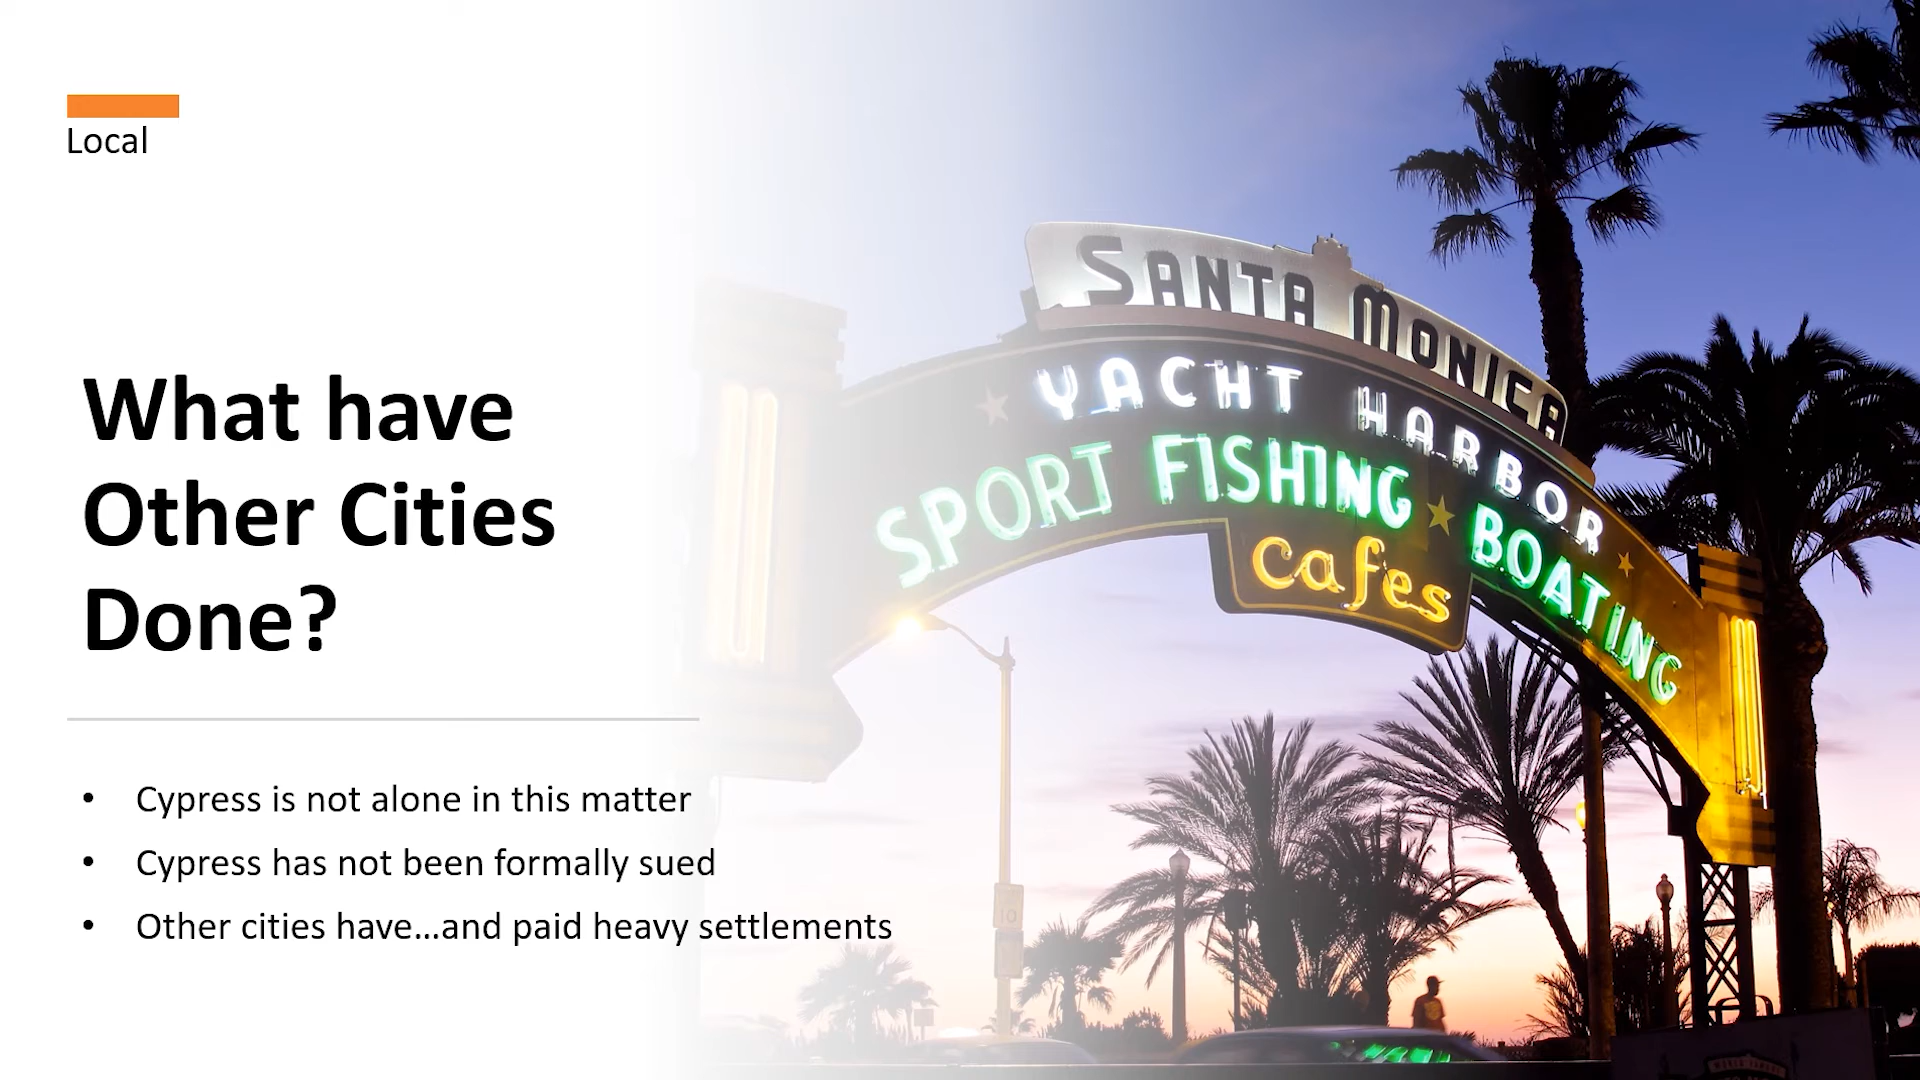 Local
What have
Other Cities
Done?
• Cypress is not alone in this matter
• Cypress has not been formally sued
• Other cities have…and paid heavy settlements
SANTA MONICA
YACHT HARBOR
SPORT FISHING ★ BOATING
cafes
10